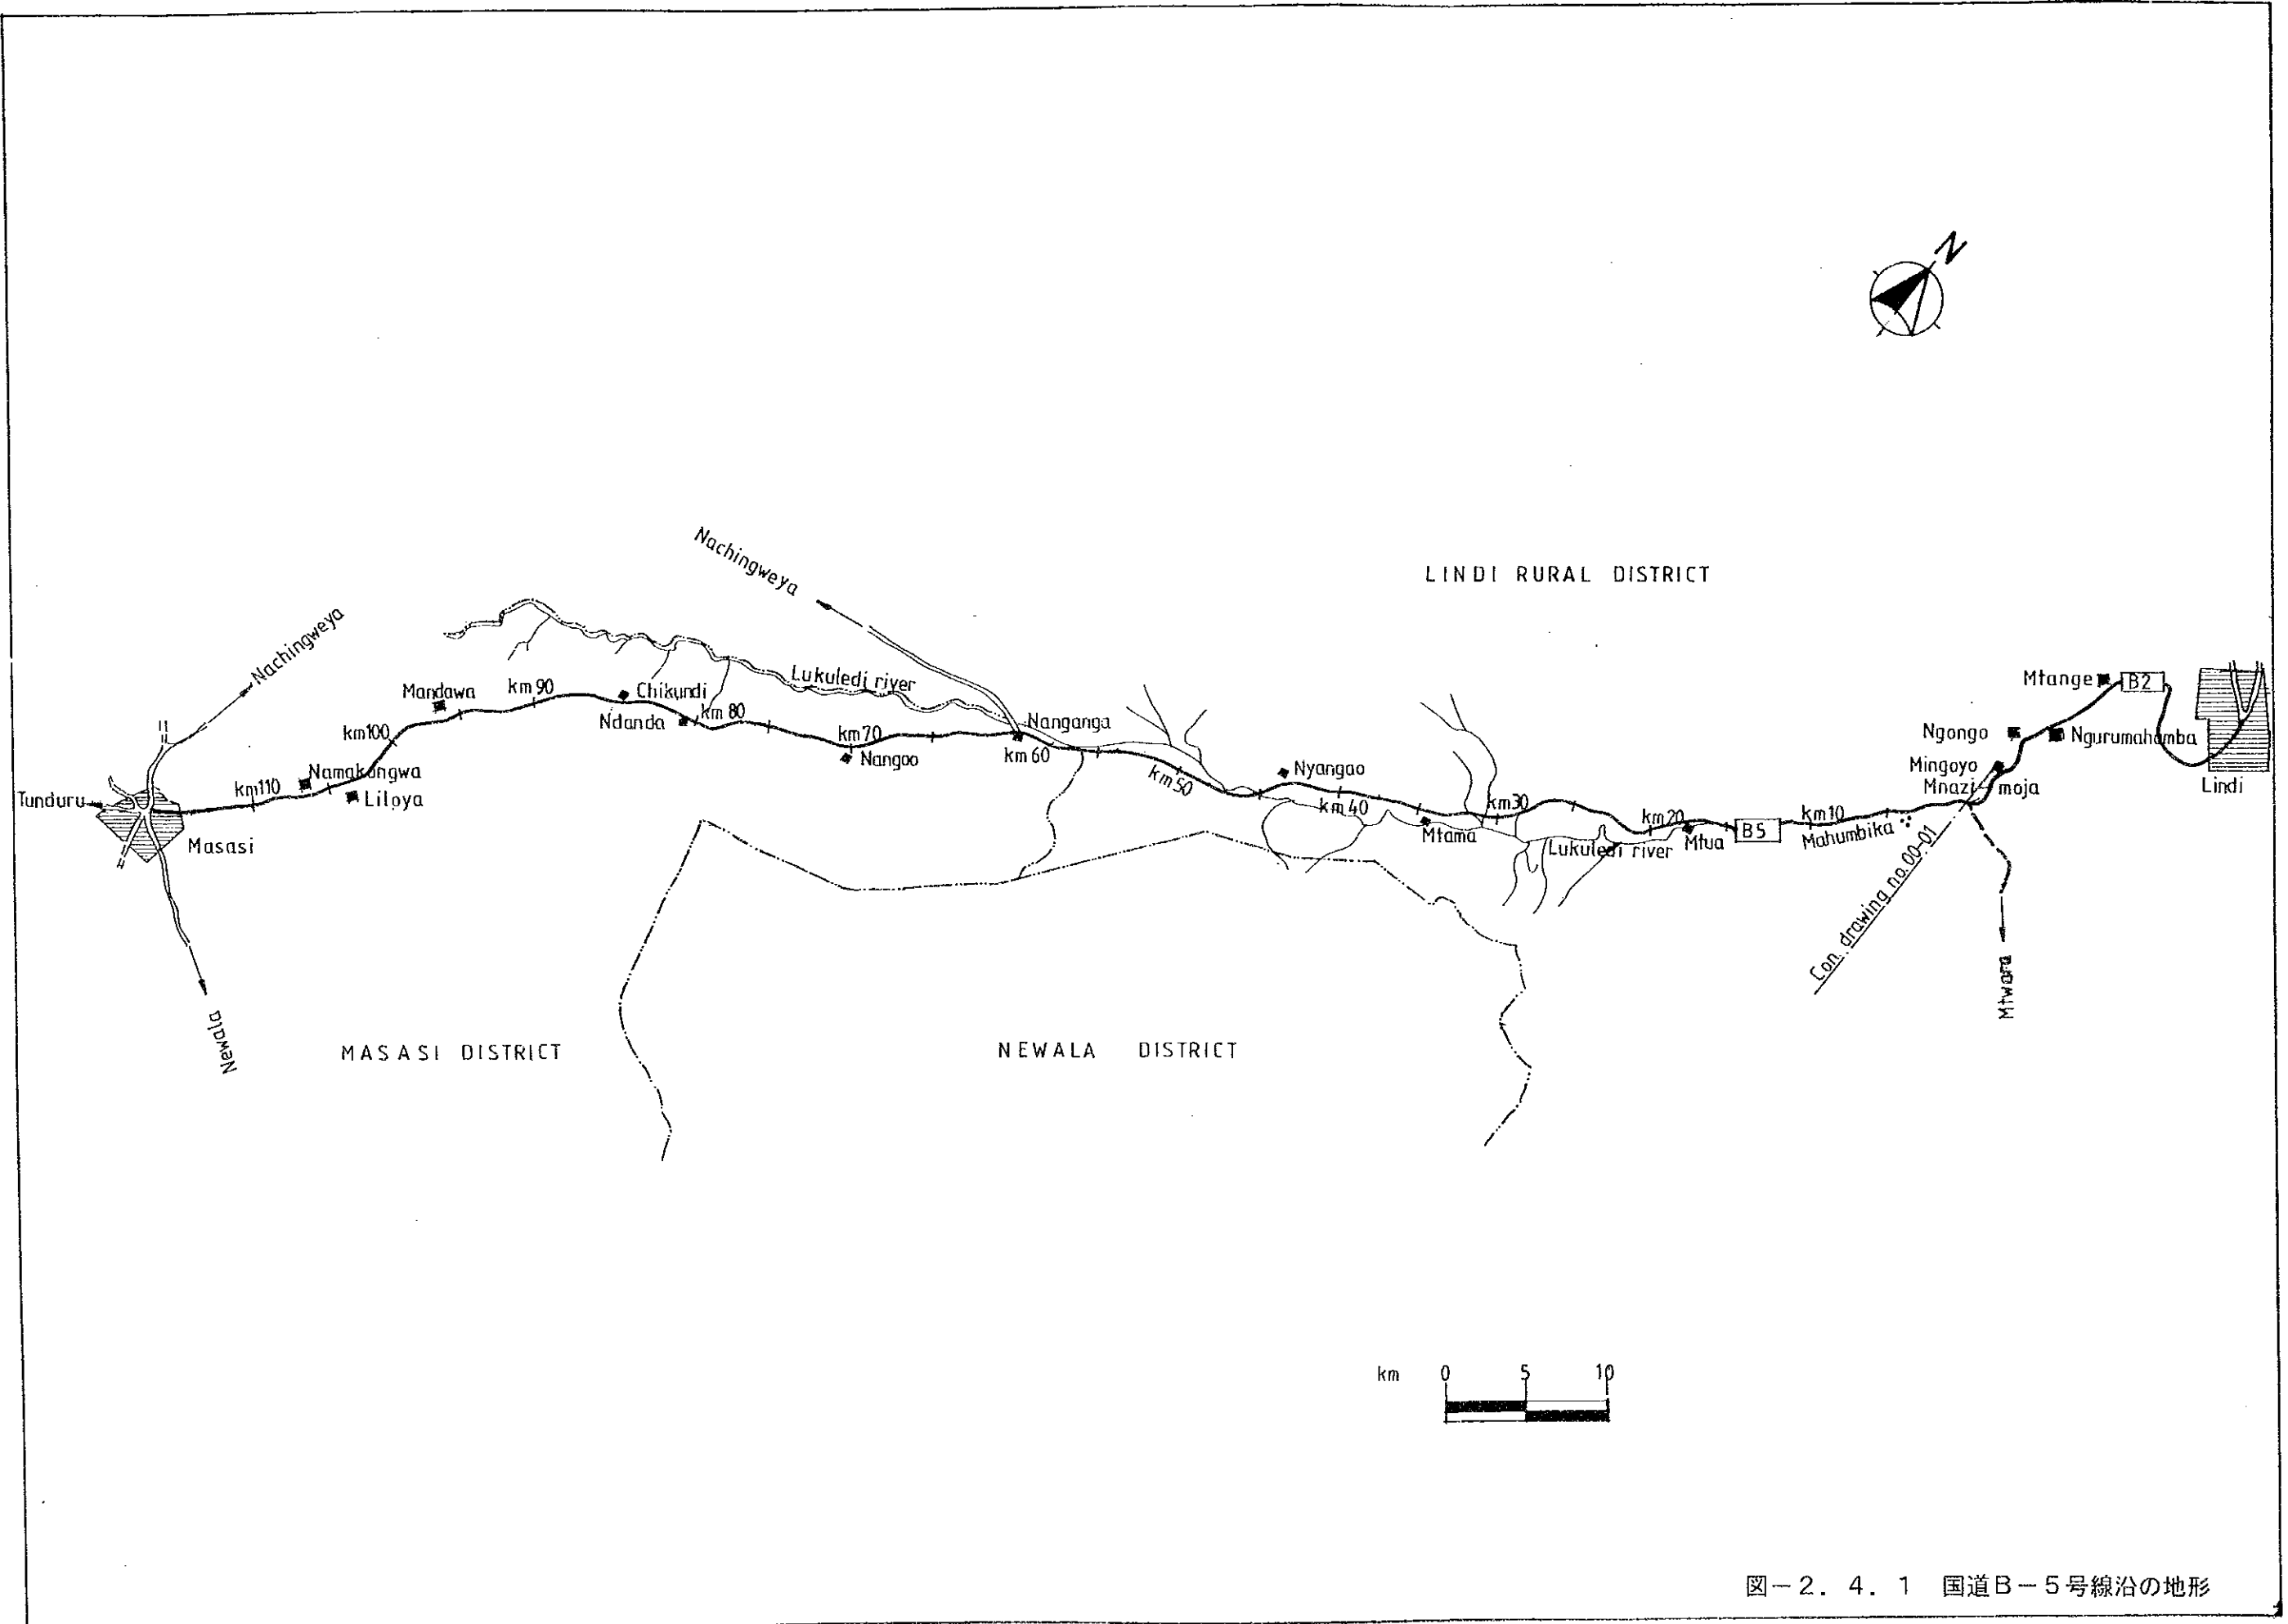 N
LINDI RURAL DISTRICT
Nachingweya
Nachingweya
Lukuledi river
Mandawa
km 90
Chikundi
Ndanda
km 80
km100
km70
Nangoo
Nanganga
km 60
Namakongwa
km110
Liloya
Tunduru
Masasi
Newala
km 50
Nyangao
km 40
Mtama
km30
Lukuledi river
km20
Mtua
B5
km10
Mahumbika
Mtange
B2
Ngongo
Ngurumahamba
Mingoyo
Mnazi moja
Lindi
Con. drawing no.00-01
Mtwara
MASASI DISTRICT
NEWALA DISTRICT
km 0 5 10
図-2.4.1 国道B-5号線沿の地形